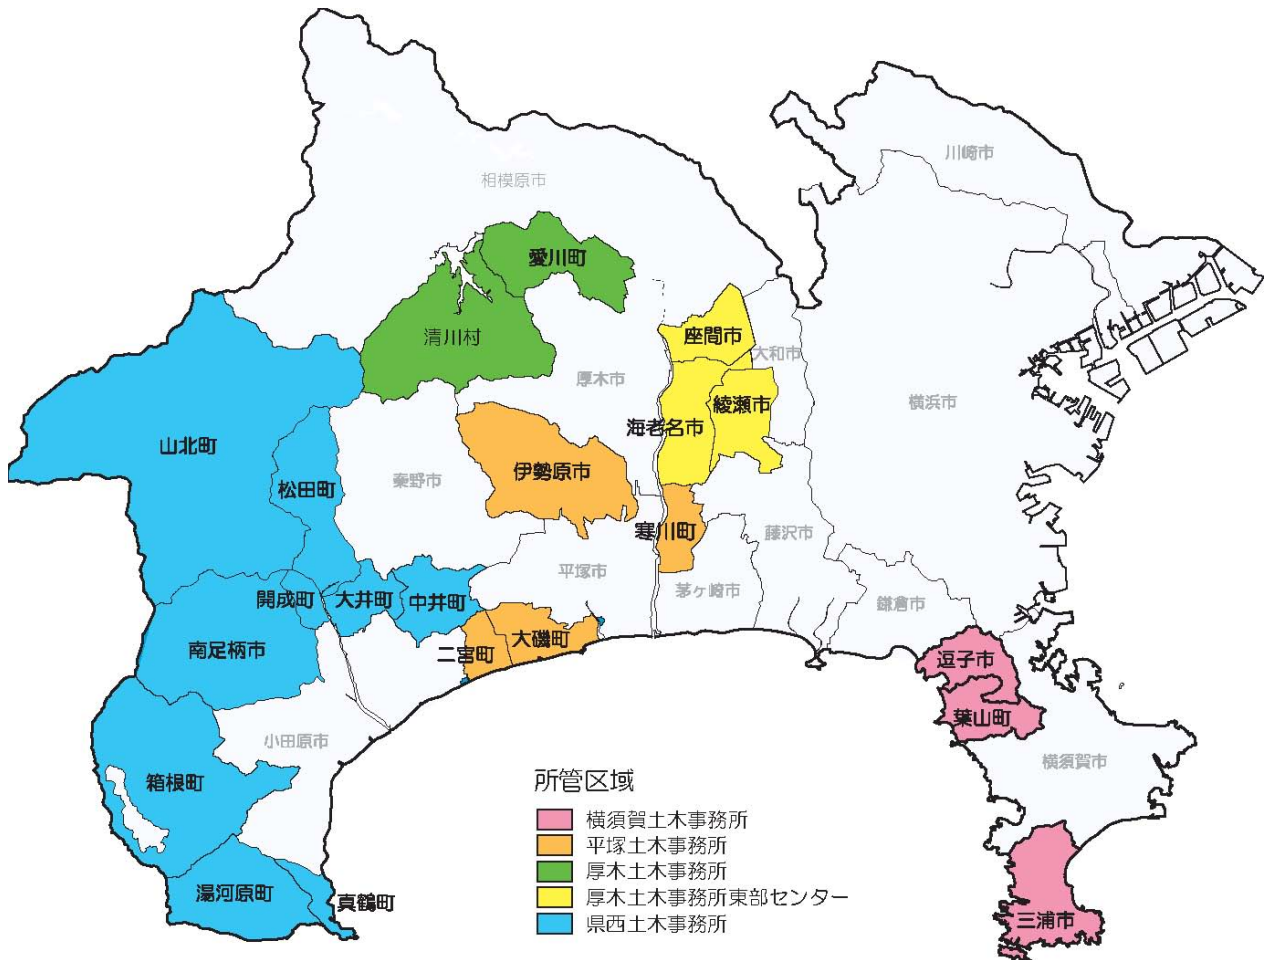 川崎市
相模原市
愛川町
清川村
座間市
大和市
厚木市
横浜市
綾瀬市
海老名市
山北町
伊勢原市
秦野市
松田町
寒川町
藤沢市
平塚市
茅ヶ崎市
開成町
大井町
中井町
鎌倉市
大磯町
二宮町
南足柄市
逗子市
葉山町
小田原市
横須賀市
箱根町
所管区域
横須賀土木事務所
平塚土木事務所
厚木土木事務所
厚木土木事務所東部センター
県西土木事務所
湯河原町
真鶴町
三浦市